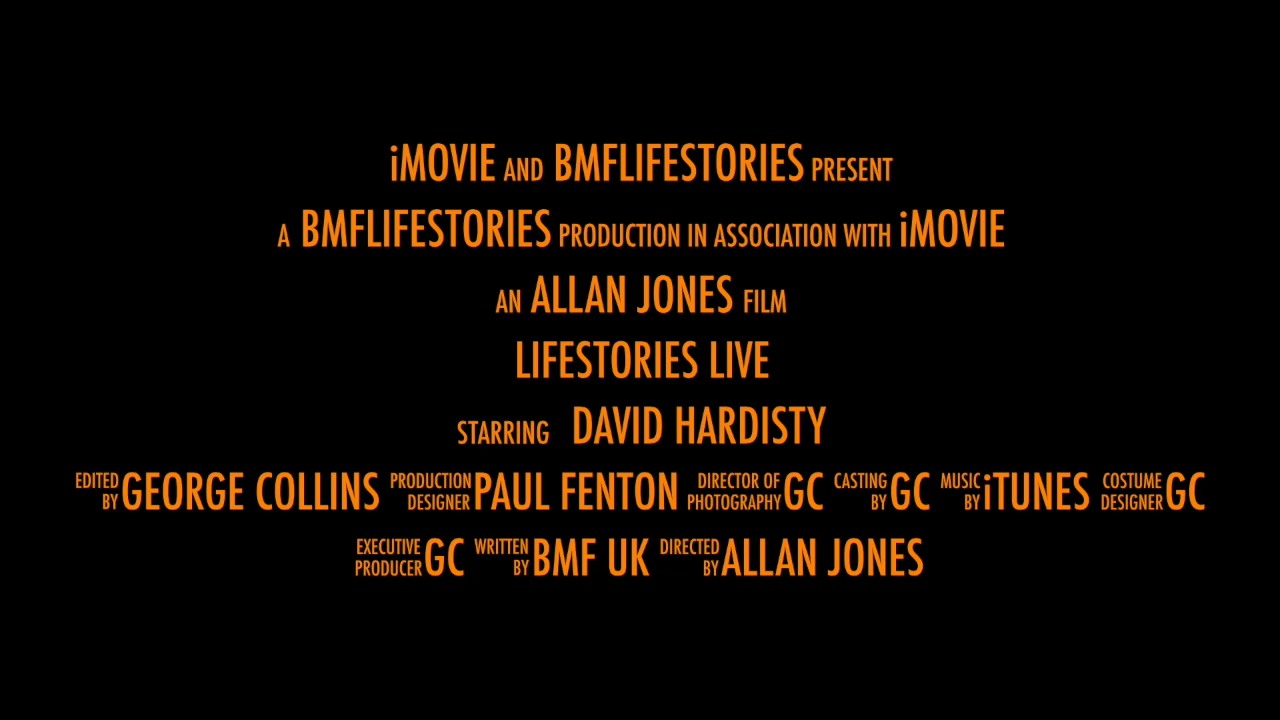 iMOVIE AND BMFLIFESTORIES PRESENT
A BMFLIFESTORIES PRODUCTION IN ASSOCIATION WITH iMOVIE
AN ALLAN JONES FILM
LIFESTORIES LIVE
STARRING DAVID HARDISTY
EDITED BY GEORGE COLLINS PRODUCTION DESIGNER PAUL FENTON DIRECTOR OF PHOTOGRAPHY GC CASTING BY GC MUSIC BY iTUNES COSTUME DESIGNER GC
EXECUTIVE PRODUCER GC WRITTEN BY BMF UK DIRECTED BY ALLAN JONES